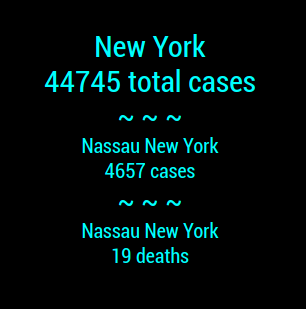 New York
44745 total cases
~ ~ ~
Nassau New York
4657 cases
~ ~ ~
Nassau New York
19 deaths